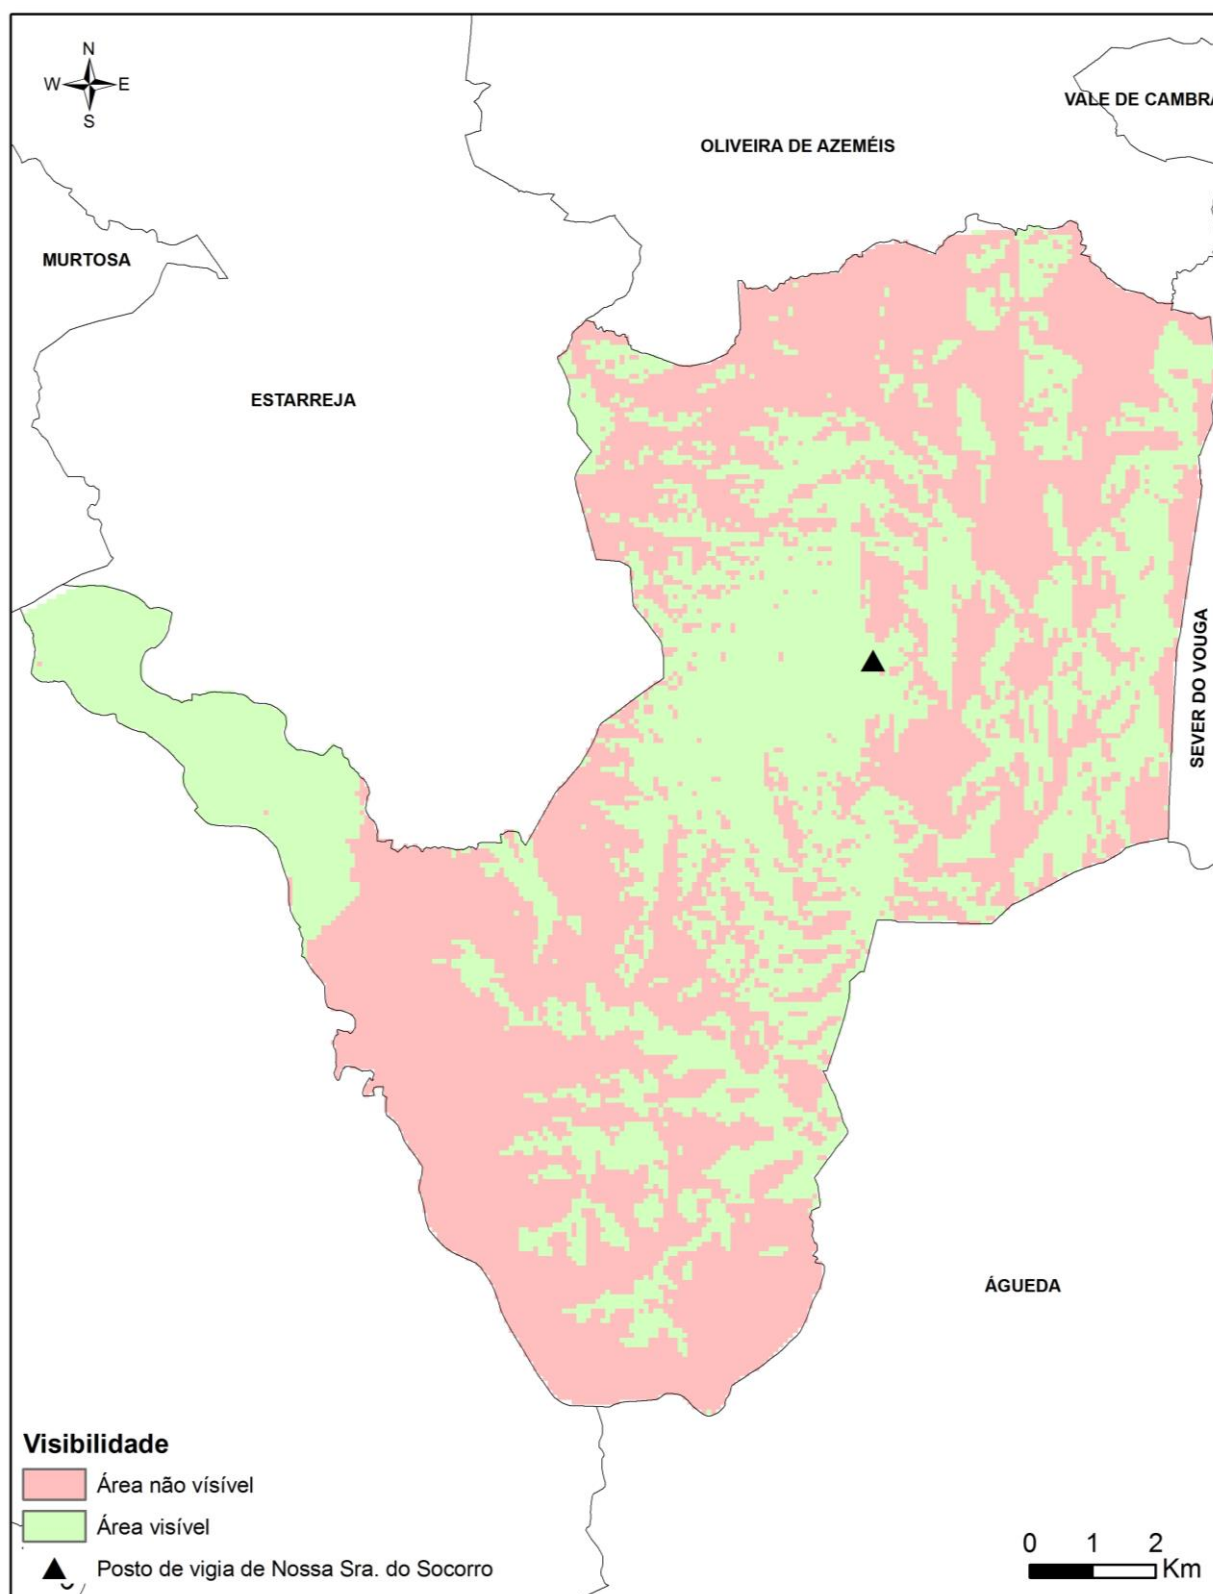 N
W E
S
VALE DE CAMBRA
OLIVEIRA DE AZEMÉIS
MURTOSA
ESTARREJA
SEVER DO VOUGA
ÁGUEDA
Visibilidade
Área não vísível
Área visível
Posto de vigia de Nossa Sra. do Socorro
0 1 2
Km